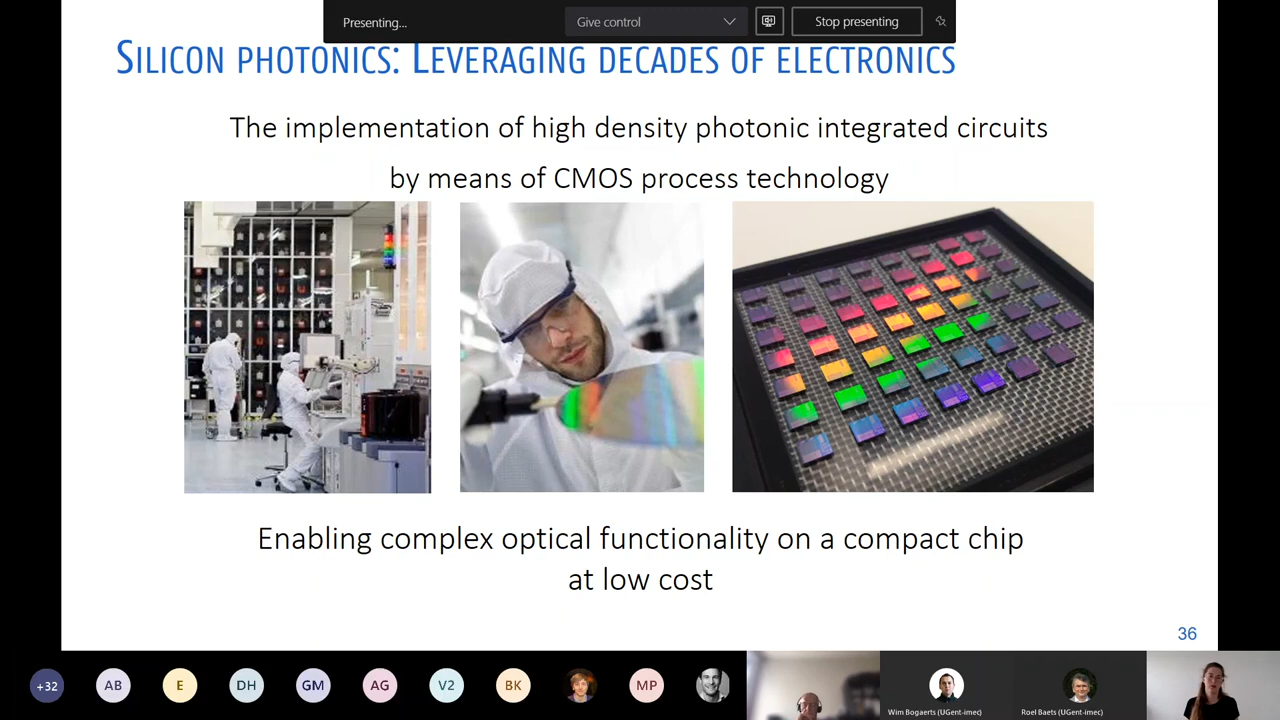 Presenting...
Give control
Stop presenting
SILICON PHOTONICS: LEVERAGING DECADES OF ELECTRONICS
The implementation of high density photonic integrated circuits
by means of CMOS process technology
Enabling complex optical functionality on a compact chip
at low cost
36
+32
AB
E
DH
GM
AG
V2
BK
MP
Wim Bogaerts (UGent-imec)
Roel Baets (UGent-imec)